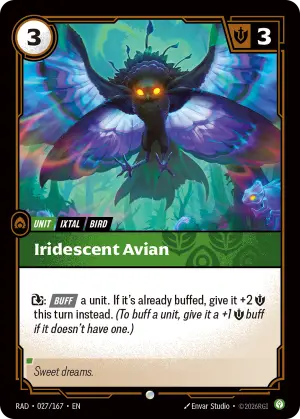 3
3
UNIT IXTAL BIRD
Iridescent Avian
: BUFF a unit. If it's already buffed, give it +2
this turn instead. (To buff a unit, give it a +1 buff
if it doesn't have one.)
Sweet dreams.
RAD • 027/167 • EN Envar Studio • ©2026RGI